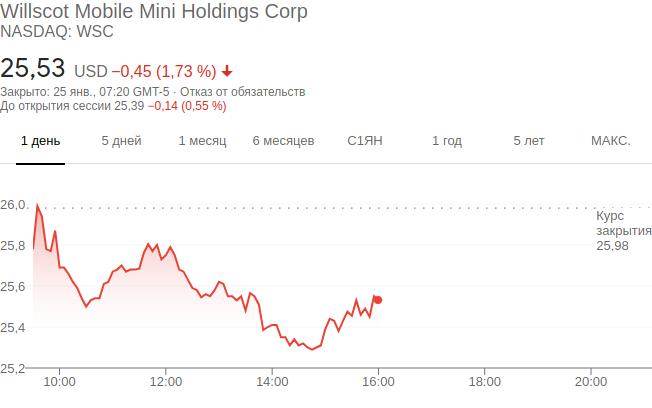 Willscot Mobile Mini Holdings Corp
NASDAQ: WSC
25,53 USD −0,45 (1,73 %)
Закрыто: 25 янв., 07:20 GMT-5 · Отказ от обязательств
До открытия сессии 25,39 −0,14 (0,55 %)
1 день 5 дней 1 месяц 6 месяцев С1ЯН 1 год 5 лет МАКС.
26,0
Курс
закрытия
25,8
25,98
25,6
25,4
25,2
10:00 12:00 14:00 16:00 18:00 20:00